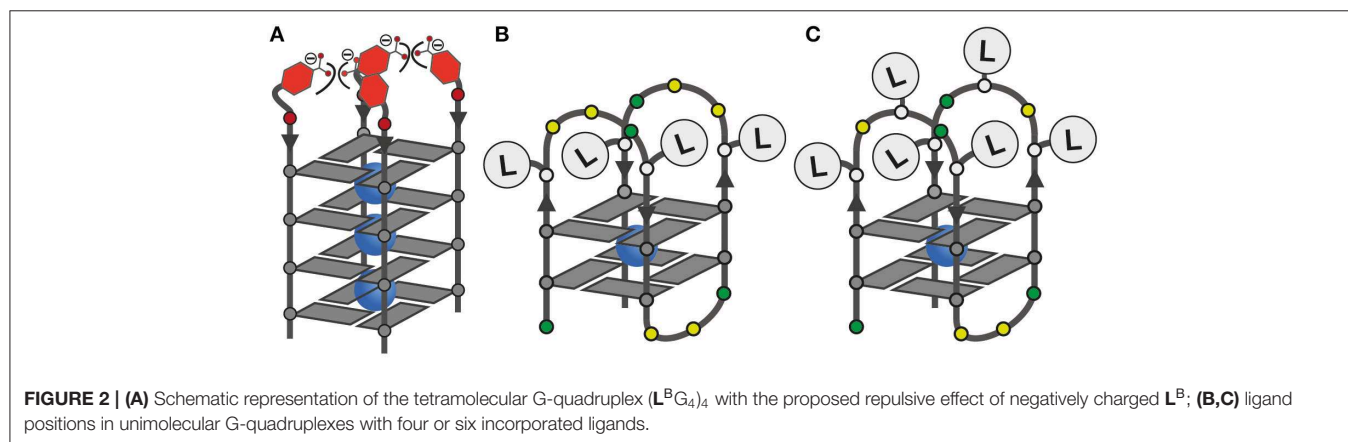 A
B
C
⊖
⊖
⊖
⊖
L
L
L
L
L
L
L
L
L
L
FIGURE 2 | (A) Schematic representation of the tetramolecular G-quadruplex (L^BG₄)₄ with the proposed repulsive effect of negatively charged L^B; (B,C) ligand
positions in unimolecular G-quadruplexes with four or six incorporated ligands.